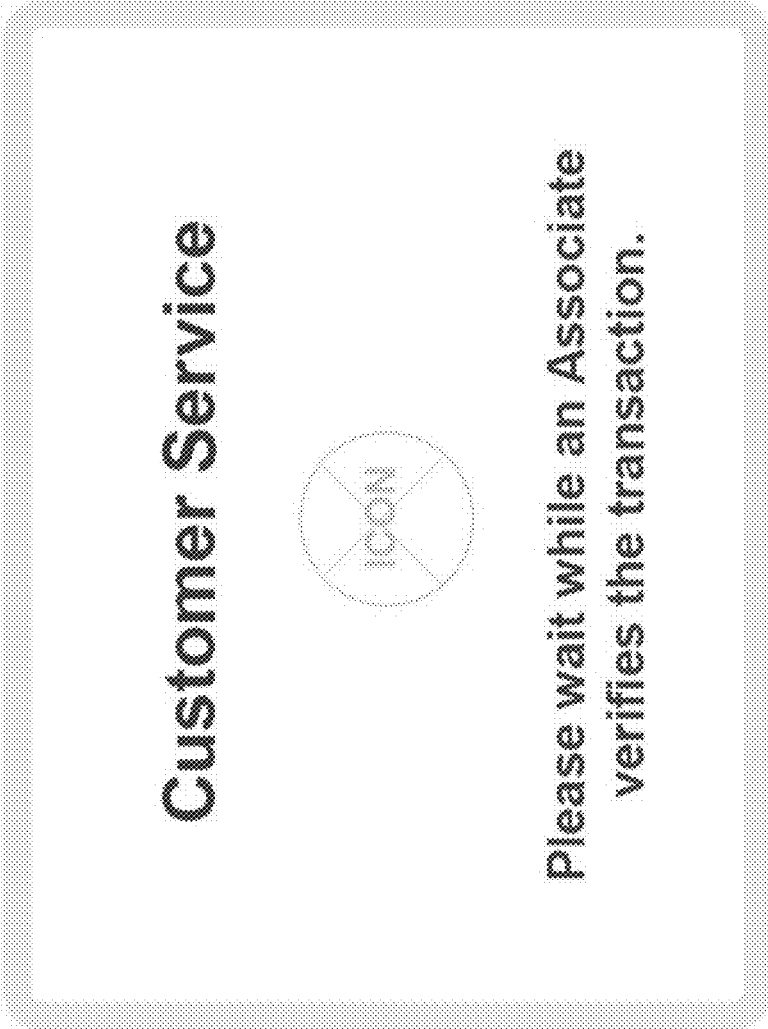 Customer Service
ICON
Please wait while an Associate
verifies the transaction.